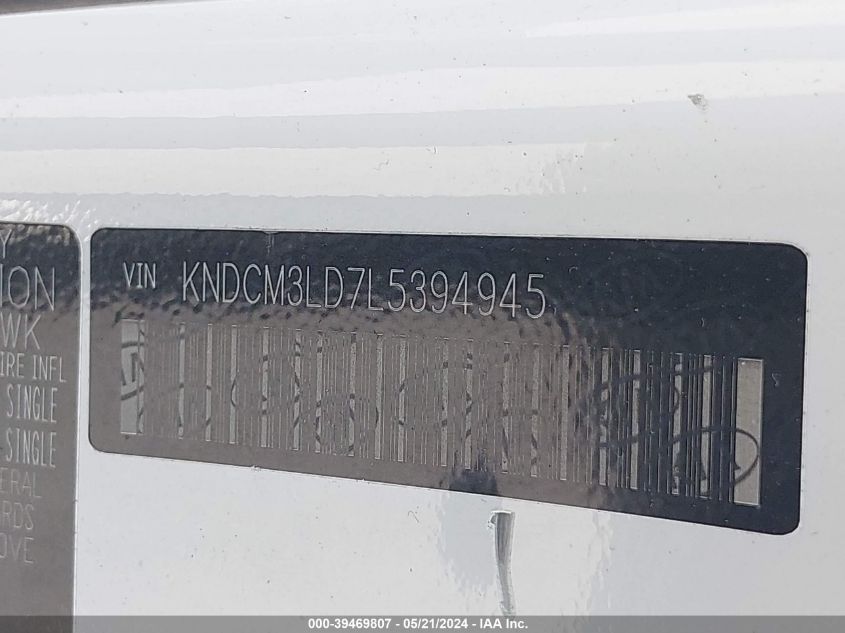 Y
ION
WK
IRE INFL
SINGLE
SINGLE
ERAL
RDS
OVE
VIN KNDCM3LD7L5394945
000-39469807 - 05/21/2024 - IAA Inc.